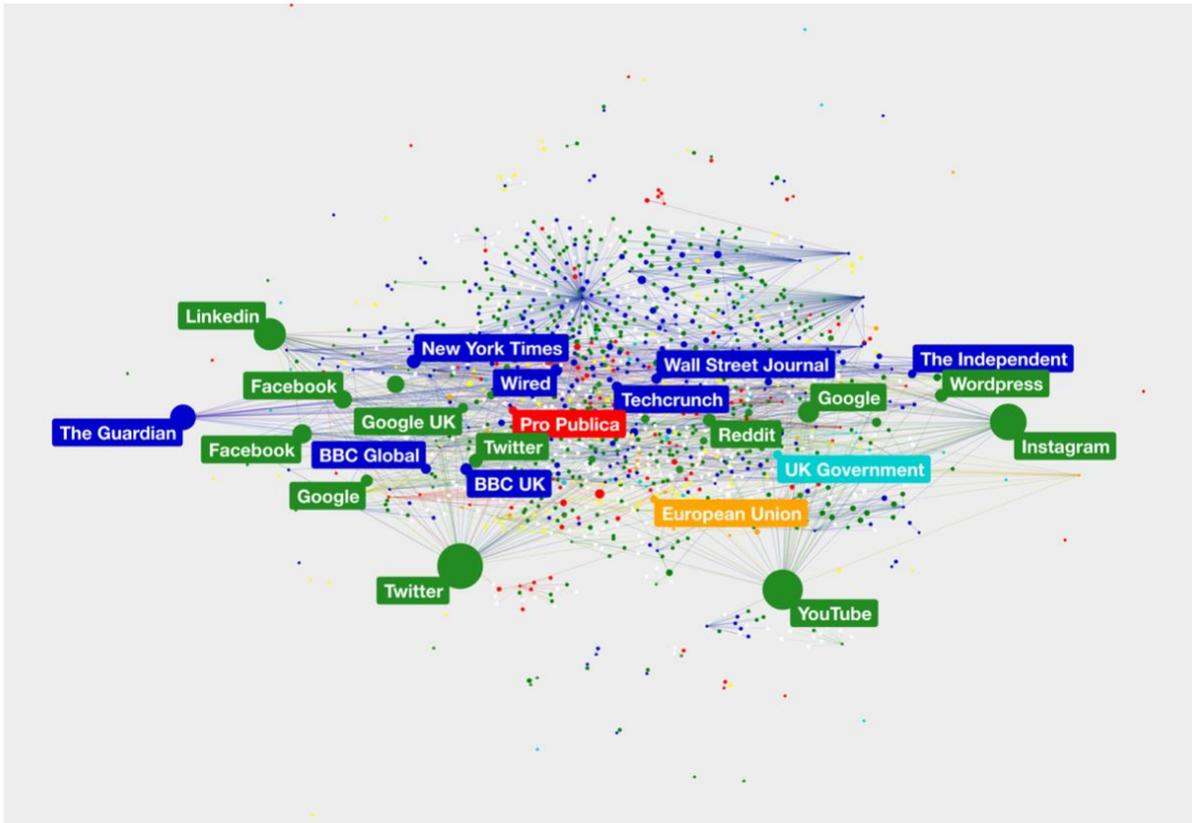 Linkedin
New York Times
Wall Street Journal
The Independent
Facebook
Wired
Wordpress
Techcrunch
Google
Google UK
Pro Publica
The Guardian
Reddit
Facebook
Twitter
Instagram
BBC Global
UK Government
BBC UK
Google
European Union
Twitter
YouTube